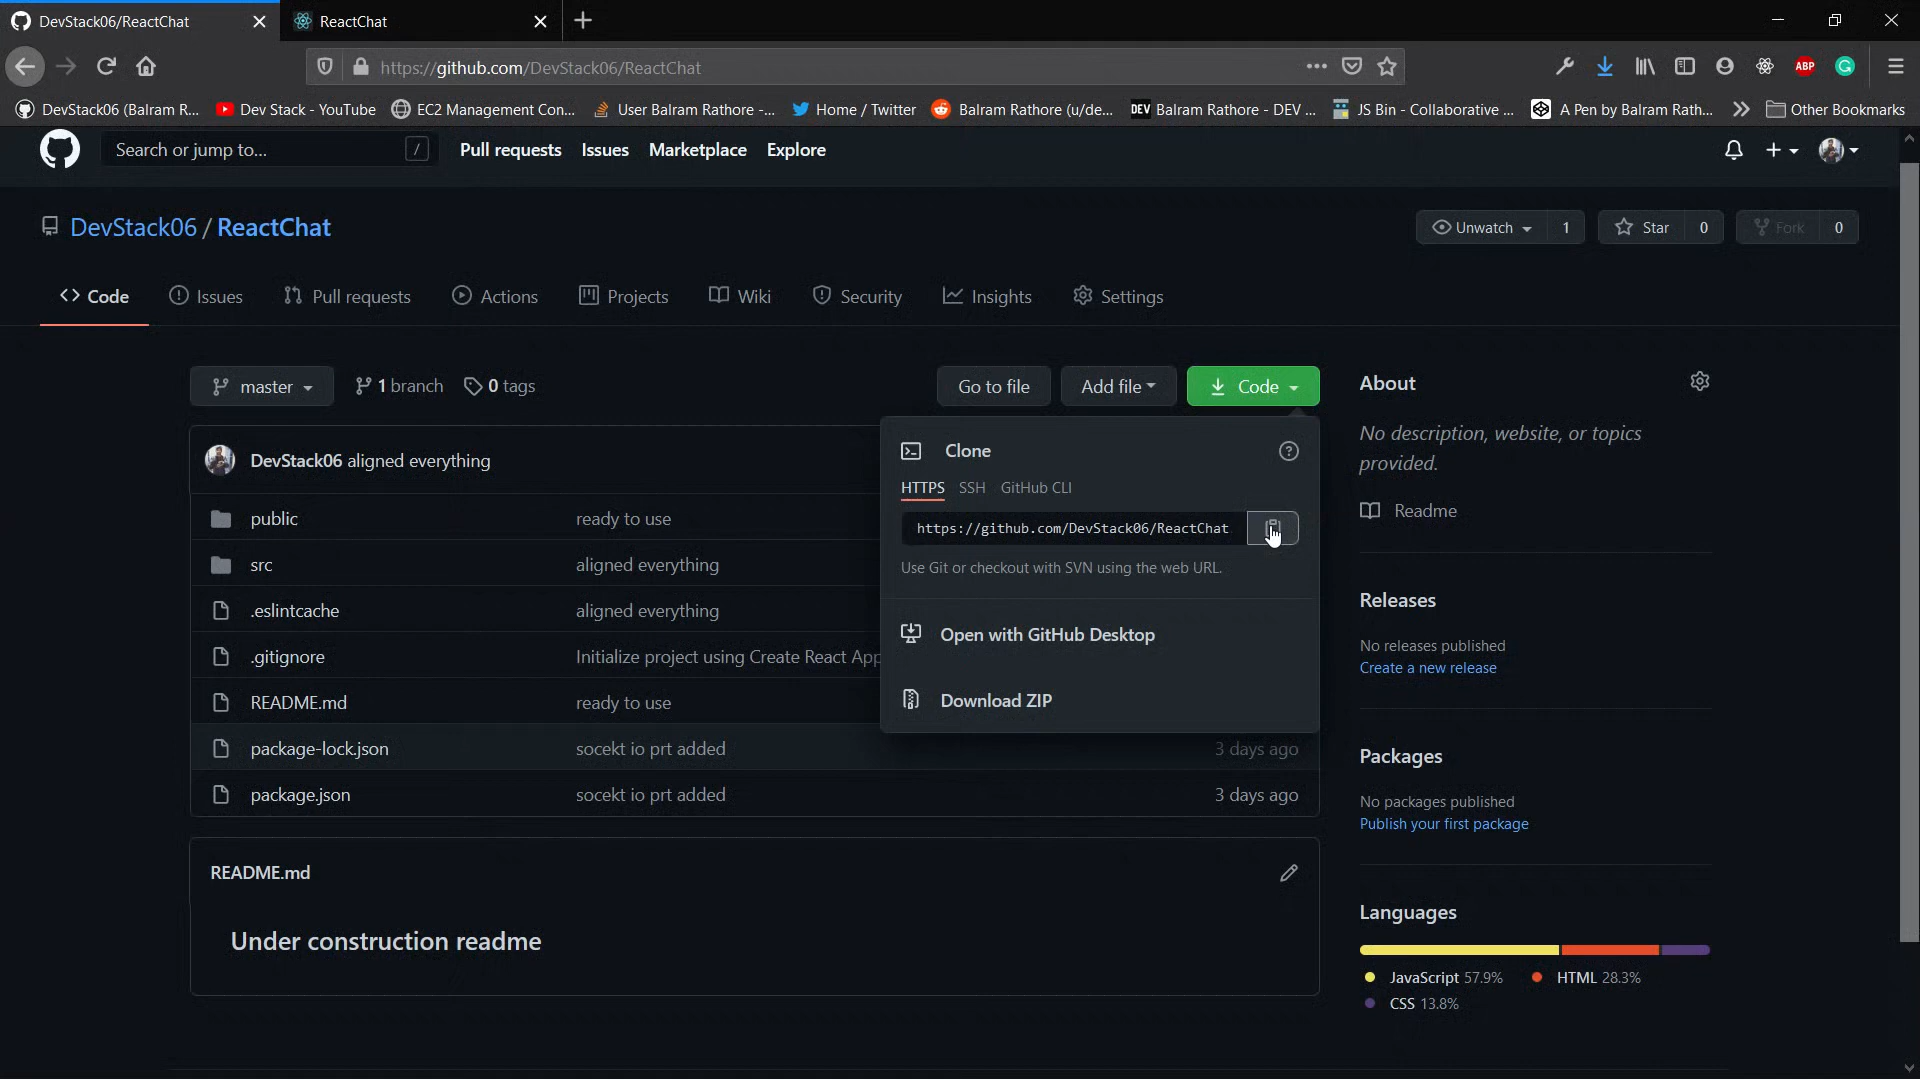 DevStack06/ReactChat
ReactChat
https://github.com/DevStack06/ReactChat
ABP
DevStack06 (Balram R...
Dev Stack - YouTube
EC2 Management Con...
User Balram Rathore -...
Home / Twitter
Balram Rathore (u/de...
DEV Balram Rathore - DEV ...
JS Bin - Collaborative ...
A Pen by Balram Rath...
Other Bookmarks
Search or jump to... /
Pull requests Issues Marketplace Explore
DevStack06 / ReactChat
Unwatch 1 Star 0 Fork 0
Code Issues Pull requests Actions Projects Wiki Security Insights Settings
master 1 branch 0 tags
Go to file Add file Code
DevStack06 aligned everything
public ready to use
src aligned everything
.eslintcache aligned everything
.gitignore Initialize project using Create React App
README.md ready to use
package-lock.json socekt io prt added 3 days ago
package.json socekt io prt added 3 days ago
Clone
HTTPS SSH GitHub CLI
https://github.com/DevStack06/ReactChat
Use Git or checkout with SVN using the web URL.
Open with GitHub Desktop
Download ZIP
README.md
Under construction readme
About
No description, website, or topics
provided.
Readme
Releases
No releases published
Create a new release
Packages
No packages published
Publish your first package
Languages
JavaScript 57.9% HTML 28.3%
CSS 13.8%